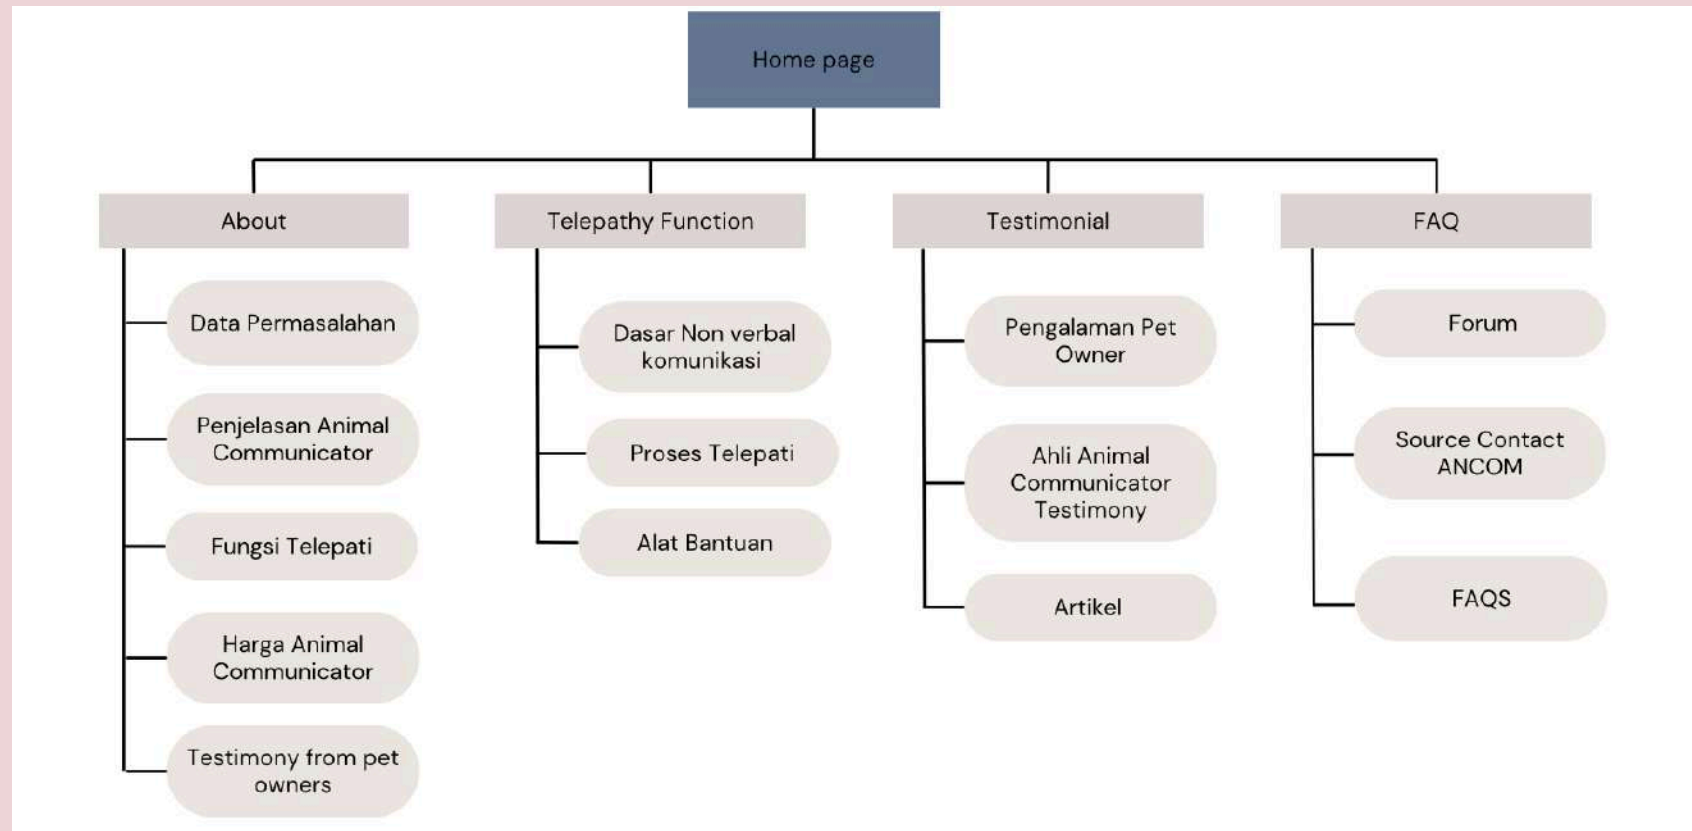 Home page
About
Telepathy Function
Testimonial
FAQ
Data Permasalahan
Penjelasan Animal
Communicator
Fungsi Telepati
Harga Animal
Communicator
Testimony from pet
owners
Dasar Non verbal
komunikasi
Proses Telepati
Alat Bantuan
Pengalaman Pet
Owner
Ahli Animal
Communicator
Testimony
Artikel
Forum
Source Contact
ANCOM
FAQS